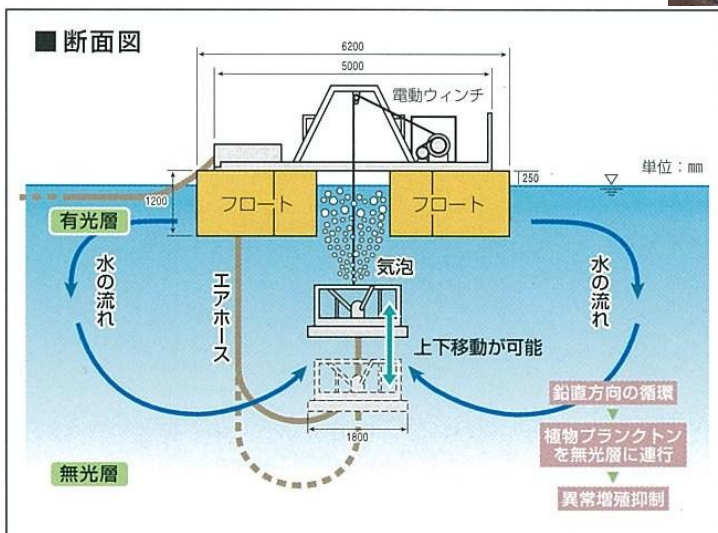 ■断面図
6200
5000
電動ウィンチ
単位：mm
250
1200
フロート
フロート
有光層
気泡
水の流れ
エアホース
水の流れ
上下移動が可能
鉛直方向の循環
植物プランクトン
を無光層に連行
異常増殖抑制
1800
無光層